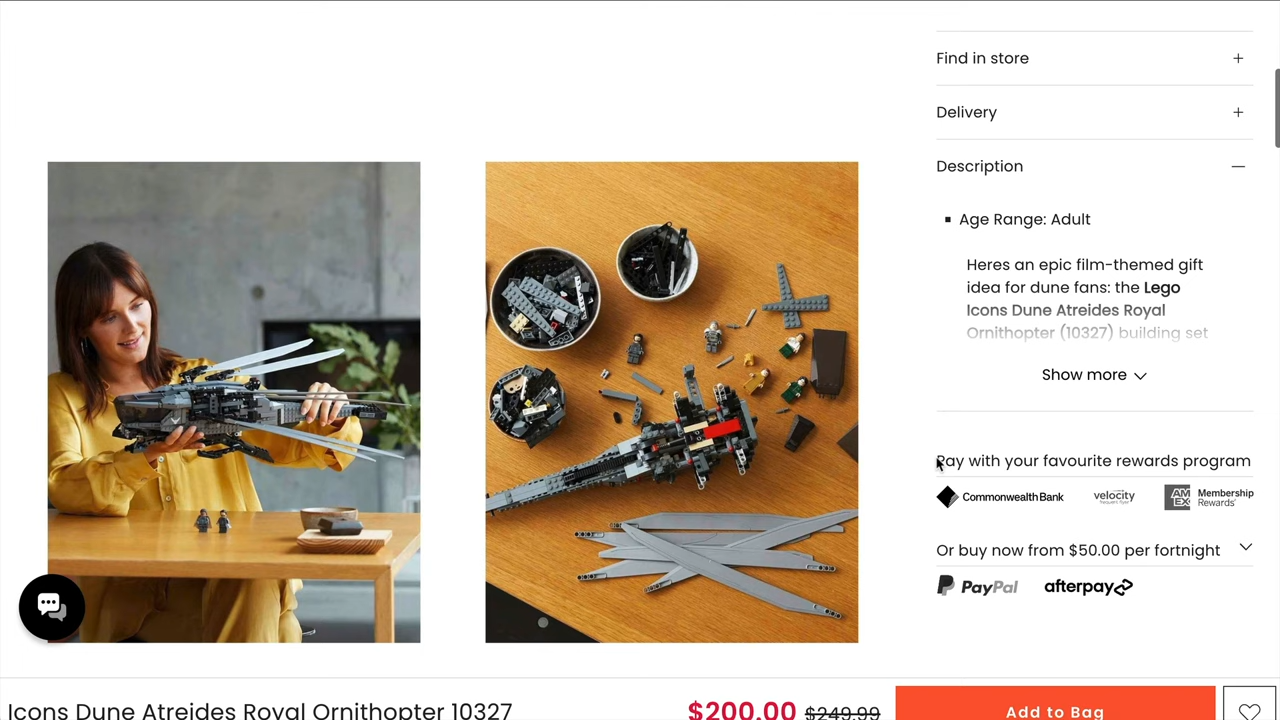 Find in store
Delivery
Description
Age Range: Adult
Heres an epic film-themed gift
idea for dune fans: the Lego
Icons Dune Atreides Royal
Ornithopter (10327) building set
Show more
Pay with your favourite rewards program
CommonwealthBank
velocity
frequent flyer
AM
EX
Membership
Rewards
Or buy now from $50.00 per fortnight
PayPal
afterpay
Icons Dune Atreides Royal Ornithopter 10327
$200.00 $249.99
Add to Bag